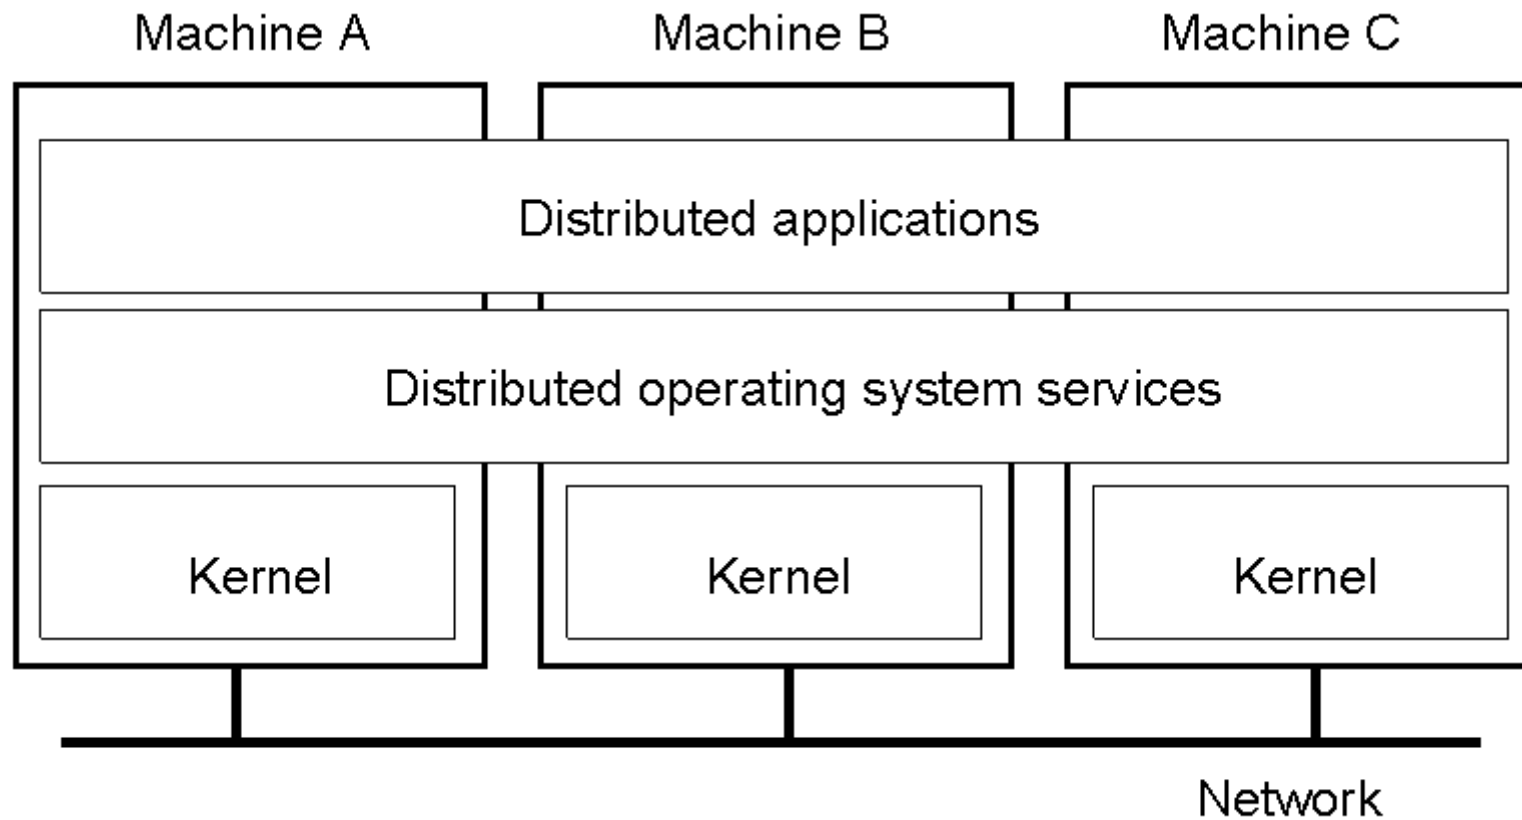 Machine A
Machine B
Machine C
Distributed applications
Distributed operating system services
Kernel
Kernel
Kernel
Network